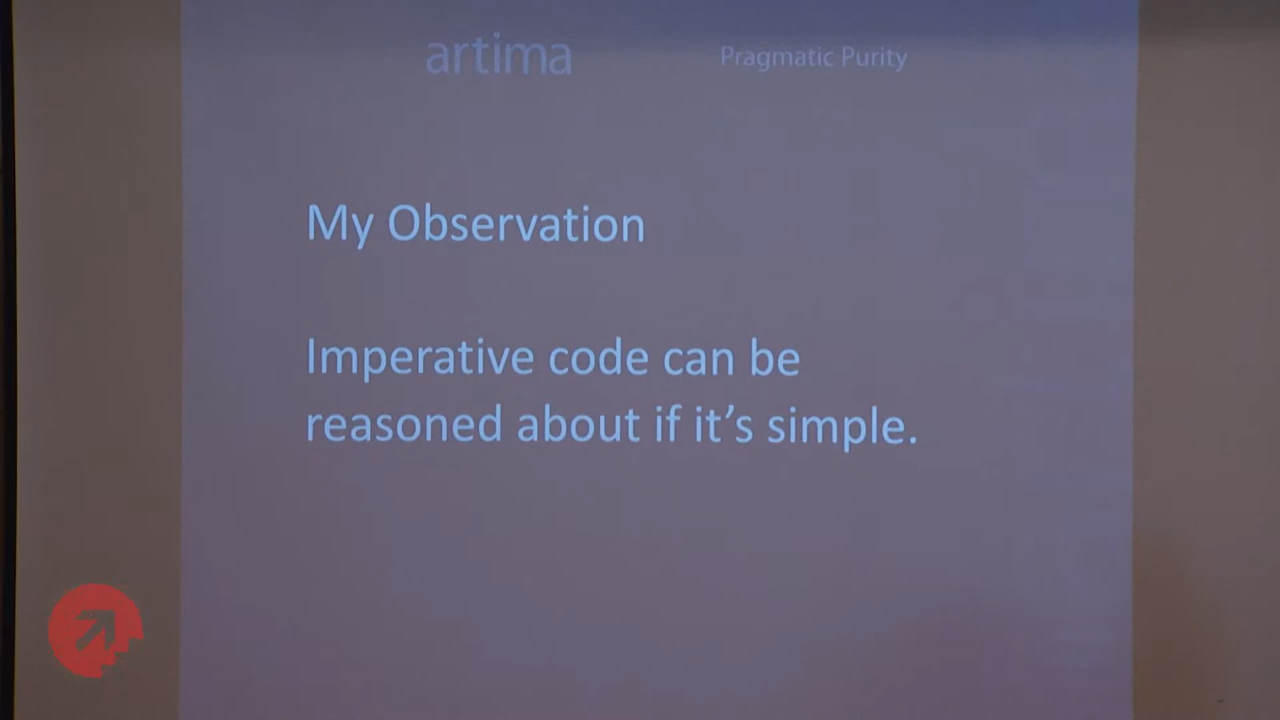 artima
Pragmatic Purity
My Observation
Imperative code can be
reasoned about if it’s simple.